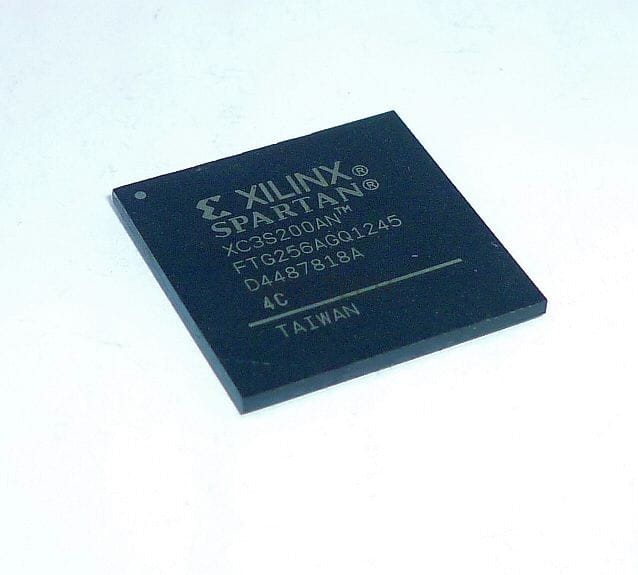 XILINX®
SPARTAN®
XC3S200AN™
FTG256AGQ1245
D4487818A
4C
TAIWAN